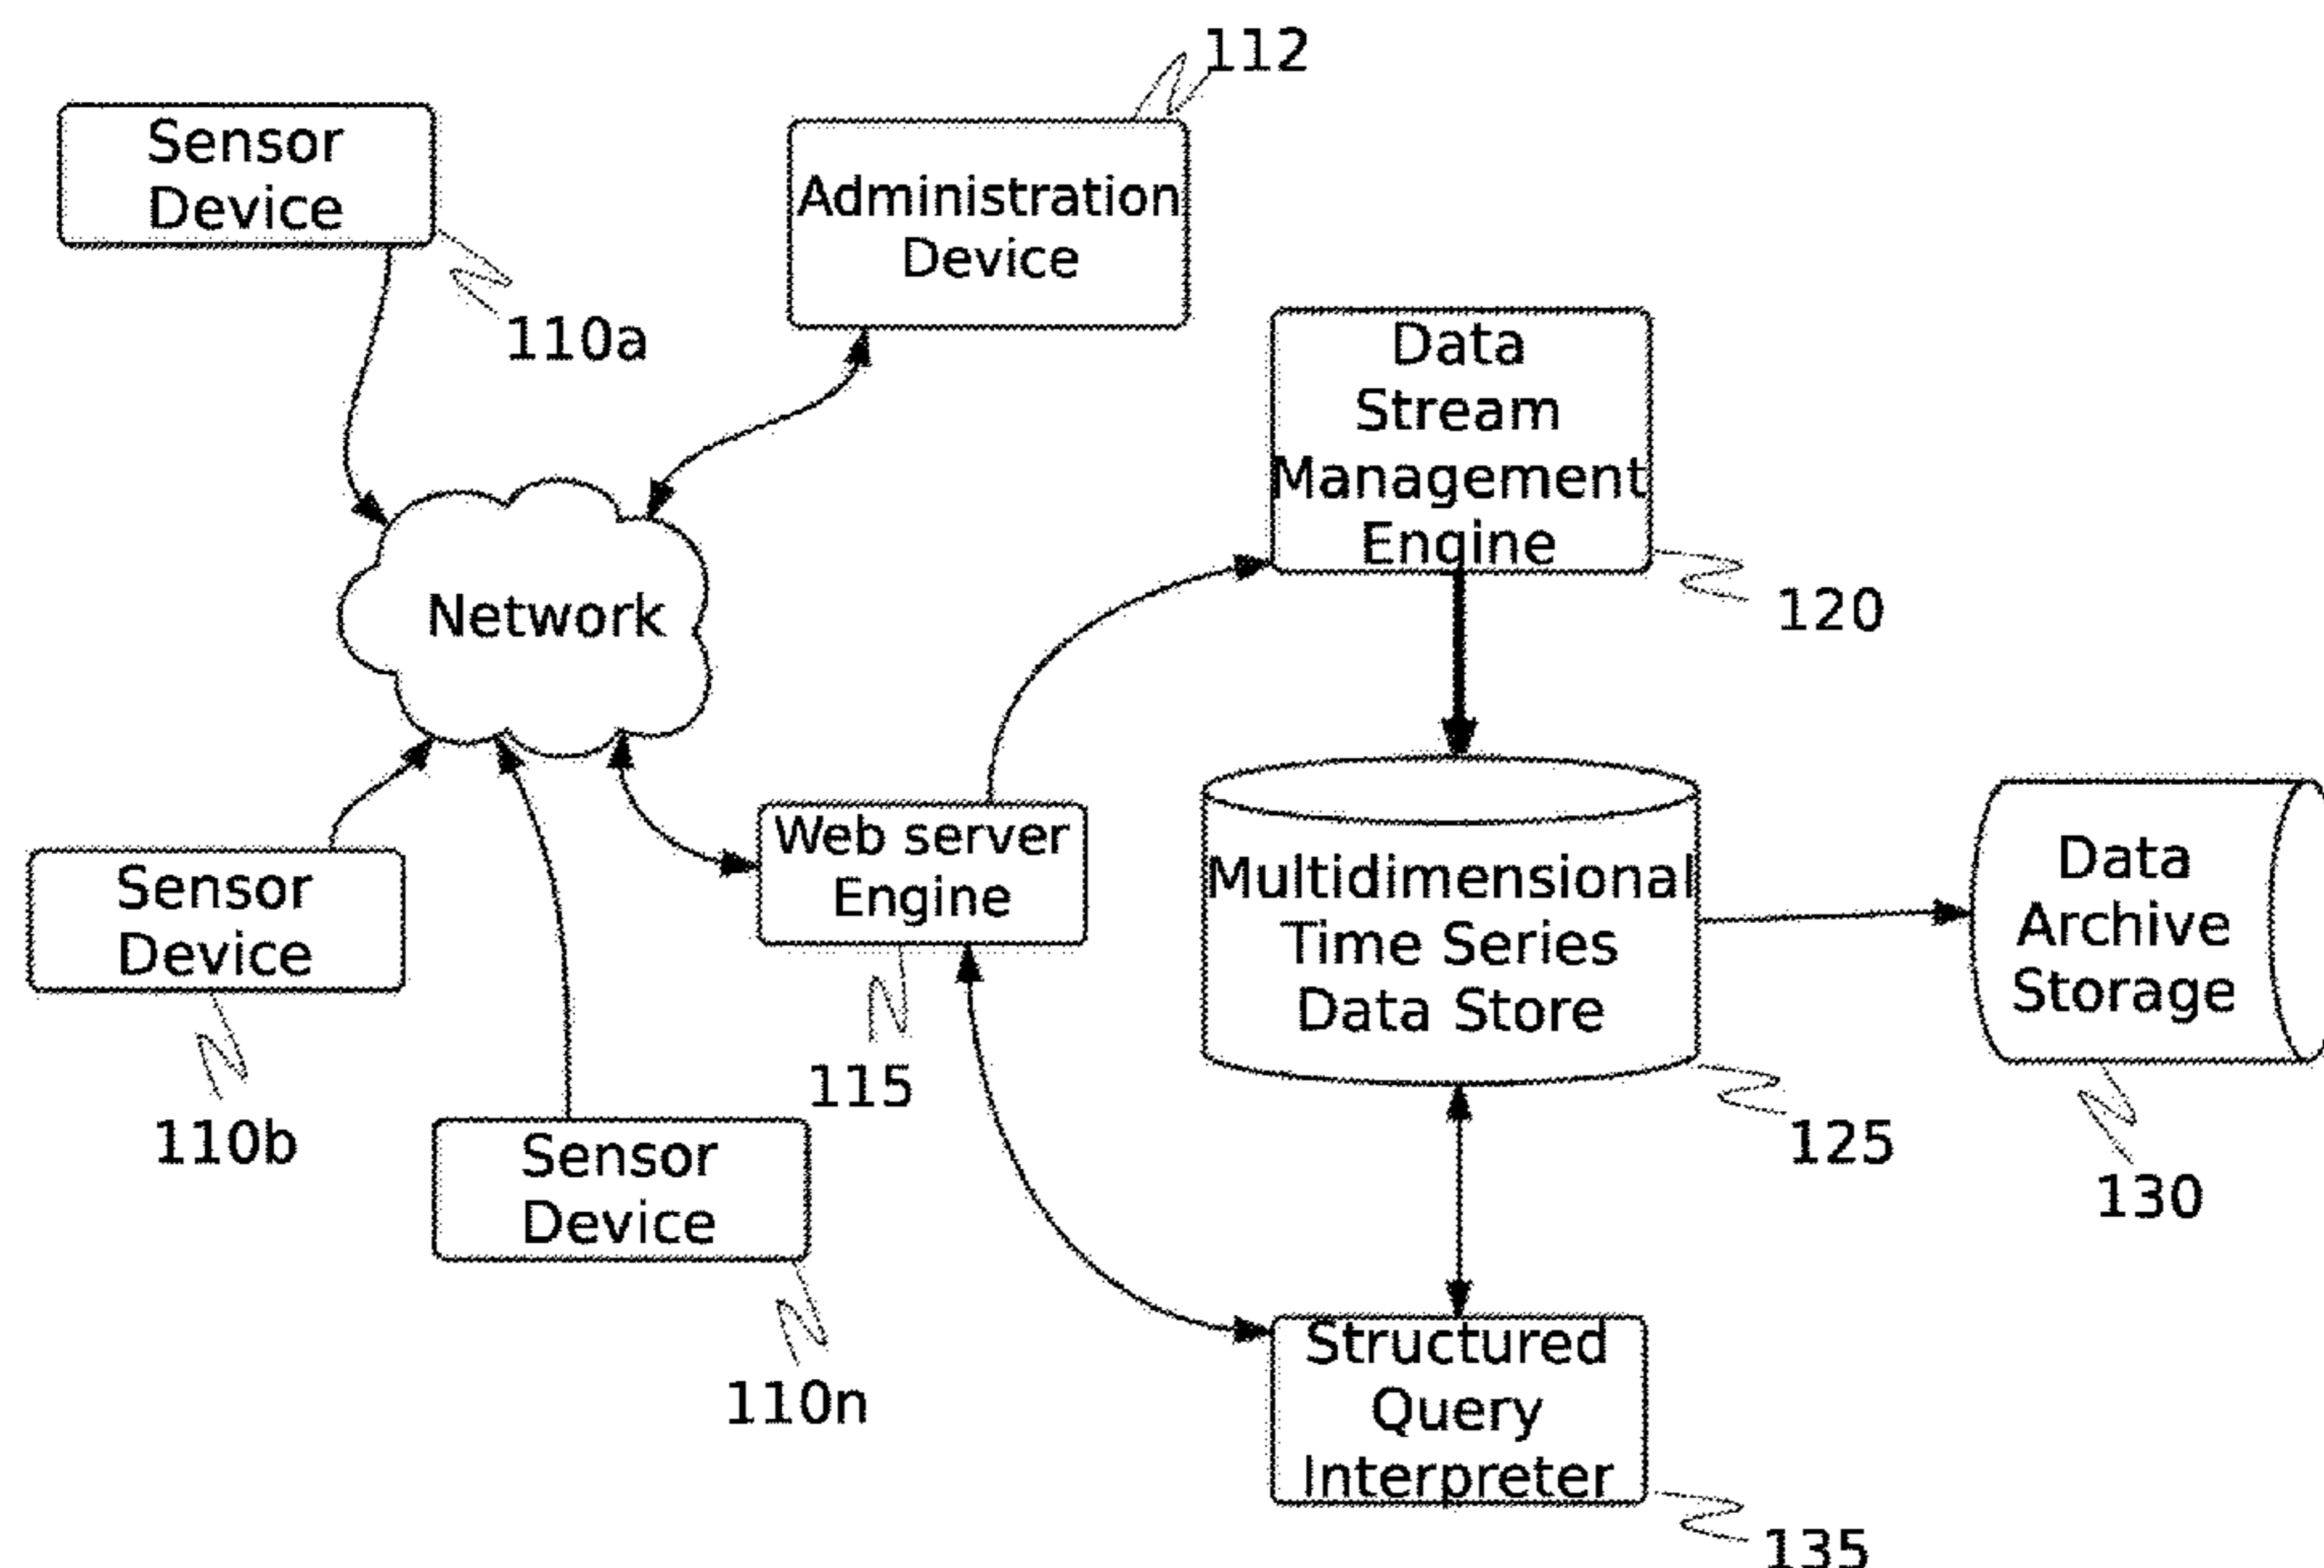 112
Sensor
Device
Administration
Device
110a
Data
Stream
Management
Engine
120
Network
Web server
Engine
115
Sensor
Device
110b
Multidimensional
Time Series
Data Store
125
Data
Archive
Storage
130
Sensor
Device
110n
Structured
Query
Interpreter
135